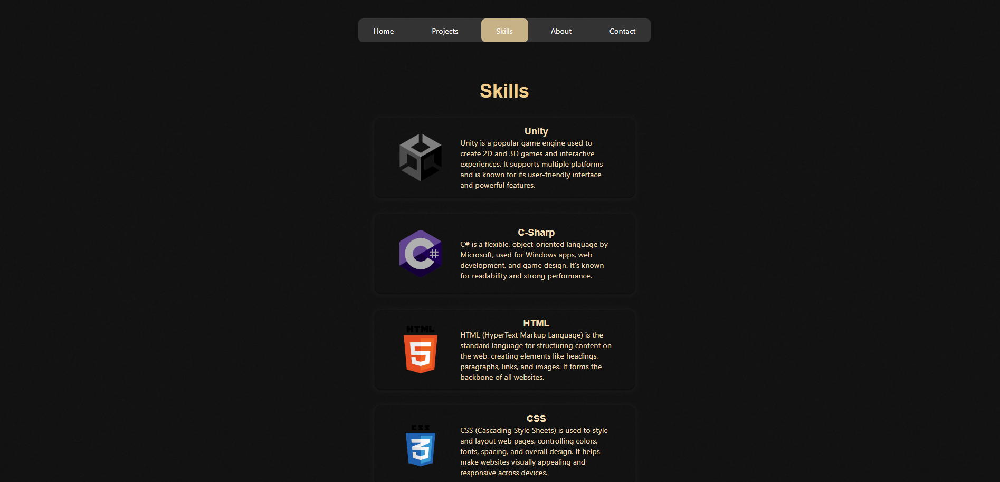 Home Projects Skills About Contact
Skills
Unity
Unity is a popular game engine used to
create 2D and 3D games and interactive
experiences. It supports multiple platforms
and is known for its user-friendly interface
and powerful features.
C#
C-Sharp
C# is a flexible, object-oriented language by
Microsoft, used for Windows apps, web
development, and game design. It's known
for readability and strong performance.
HTML
5
HTML
HTML (HyperText Markup Language) is the
standard language for structuring content on
the web, creating elements like headings,
paragraphs, links, and images. It forms the
backbone of all websites.
CSS
3
CSS
CSS (Cascading Style Sheets) is used to style
and layout web pages, controlling colors,
fonts, spacing, and overall design. It helps
make websites visually appealing and
responsive across devices.